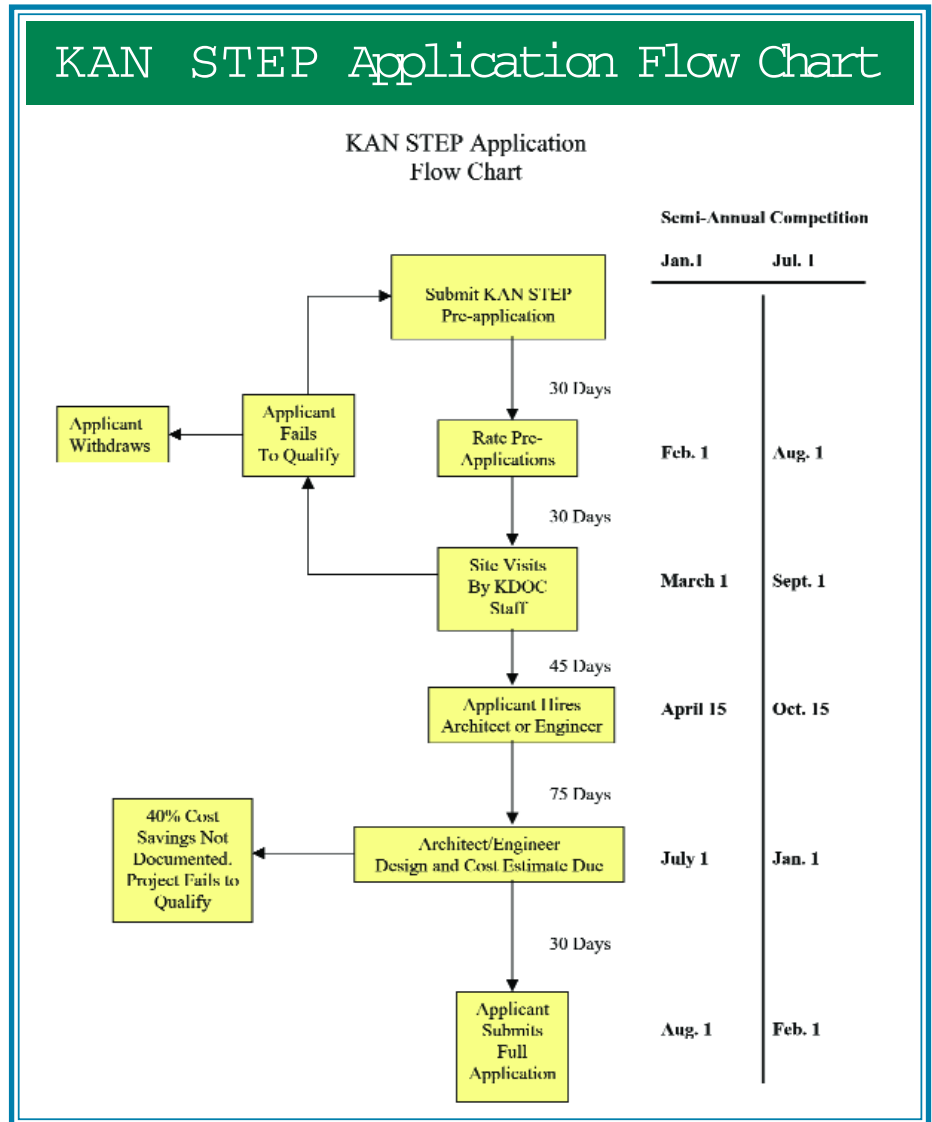 KAN STEP Application Flow Chart
KAN STEP Application
Flow Chart
Semi-Annual Competition
Jan.1 Jul. 1
Submit KAN STEP
Pre-application
30 Days
Applicant
Withdraws
Applicant
Fails
To Qualify
Rate Pre-
Applications
Feb. 1 Aug. 1
30 Days
Site Visits
By KDOC
Staff
March 1 Sept. 1
45 Days
Applicant Hires
Architect or Engineer
April 15 Oct. 15
75 Days
40% Cost
Savings Not
Documented.
Project Fails to
Qualify
Architect/Engineer
Design and Cost Estimate Due
July 1 Jan. 1
30 Days
Applicant
Submits
Full
Application
Aug. 1 Feb. 1